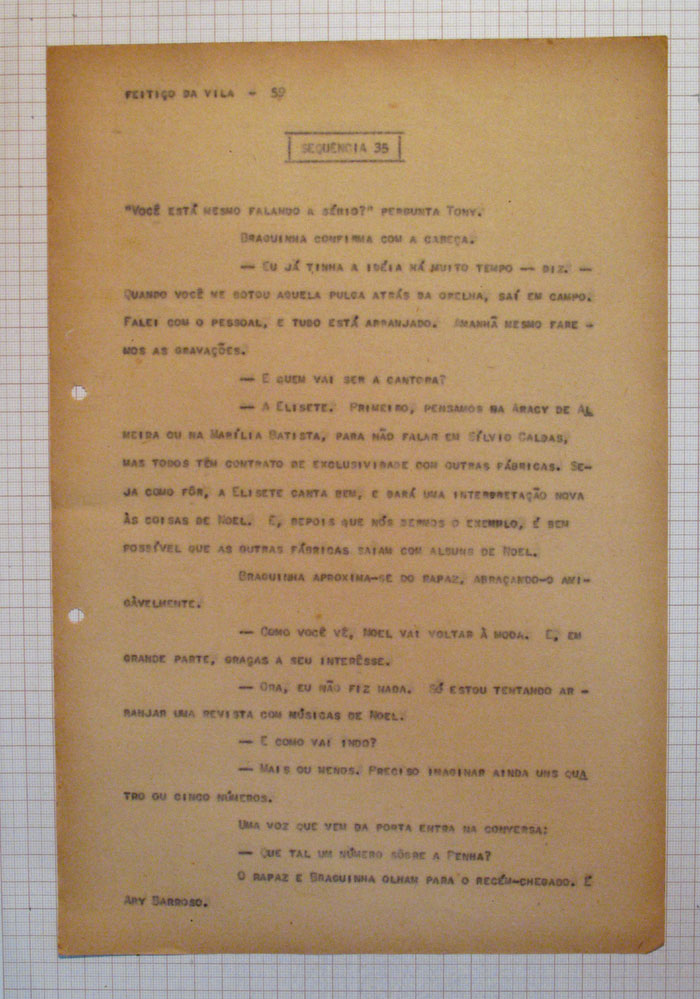 FEITIÇO DA VILA - 59
SEQUÊNCIA 35
"VOCÊ ESTÁ MESMO FALANDO A SÉRIO?" PERGUNTA TONY.
BRAGUINHA CONFIRMA COM A CABEÇA.
— EU JÁ TINHA A IDÉIA HÁ MUITO TEMPO — DIZ. —
QUANDO VOCÊ ME BOTOU AQUELA PULGA ATRÁS DA ORELHA, SAÍ EM CAMPO.
FALEI COM O PESSOAL, E TUDO ESTÁ ARRANJADO. AMANHÃ MESMO FARE -
MOS AS GRAVAÇÕES.
— E QUEM VAI SER A CANTORA?
— A ELISETE. PRIMEIRO, PENSAMOS NA ARACY DE AL
MEIDA OU NA MARÍLIA BATISTA, PARA NÃO FALAR EM SÍLVIO CALDAS,
MAS TODOS TÊM CONTRATO DE EXCLUSIVIDADE COM OUTRAS FÁBRICAS. SE-
JA COMO FÔR, A ELISETE CANTA BEM, E DARÁ UMA INTERPRETAÇÃO NOVA
ÀS COISAS DE NOEL. E, DEPOIS QUE NÓS DERMOS O EXEMPLO, É BEM
POSSÍVEL QUE AS OUTRAS FÁBRICAS SAIAM COM ALBUNS DE NOEL.
BRAGUINHA APROXIMA-SE DO RAPAZ, ABRAÇANDO-O AMI-
GÀVELMENTE.
— COMO VOCÊ VÊ, NOEL VAI VOLTAR À MODA. E, EM
GRANDE PARTE, GRAÇAS A SEU INTERÊSSE.
— ORA, EU NÃO FIZ NADA. SÓ ESTOU TENTANDO AR -
RANJAR UMA REVISTA COM MÚSICAS DE NOEL.
— E COMO VAI INDO?
— MAIS OU MENOS. PRECISO IMAGINAR AINDA UNS QUA
TRO OU CINCO NÚMEROS.
UMA VOZ QUE VEM DA PORTA ENTRA NA CONVERSA:
— QUE TAL UM NÚMERO SÔBRE A PENHA?
O RAPAZ E BRAGUINHA OLHAM PARA O RECÉM-CHEGADO. É
ARY BARROSO.